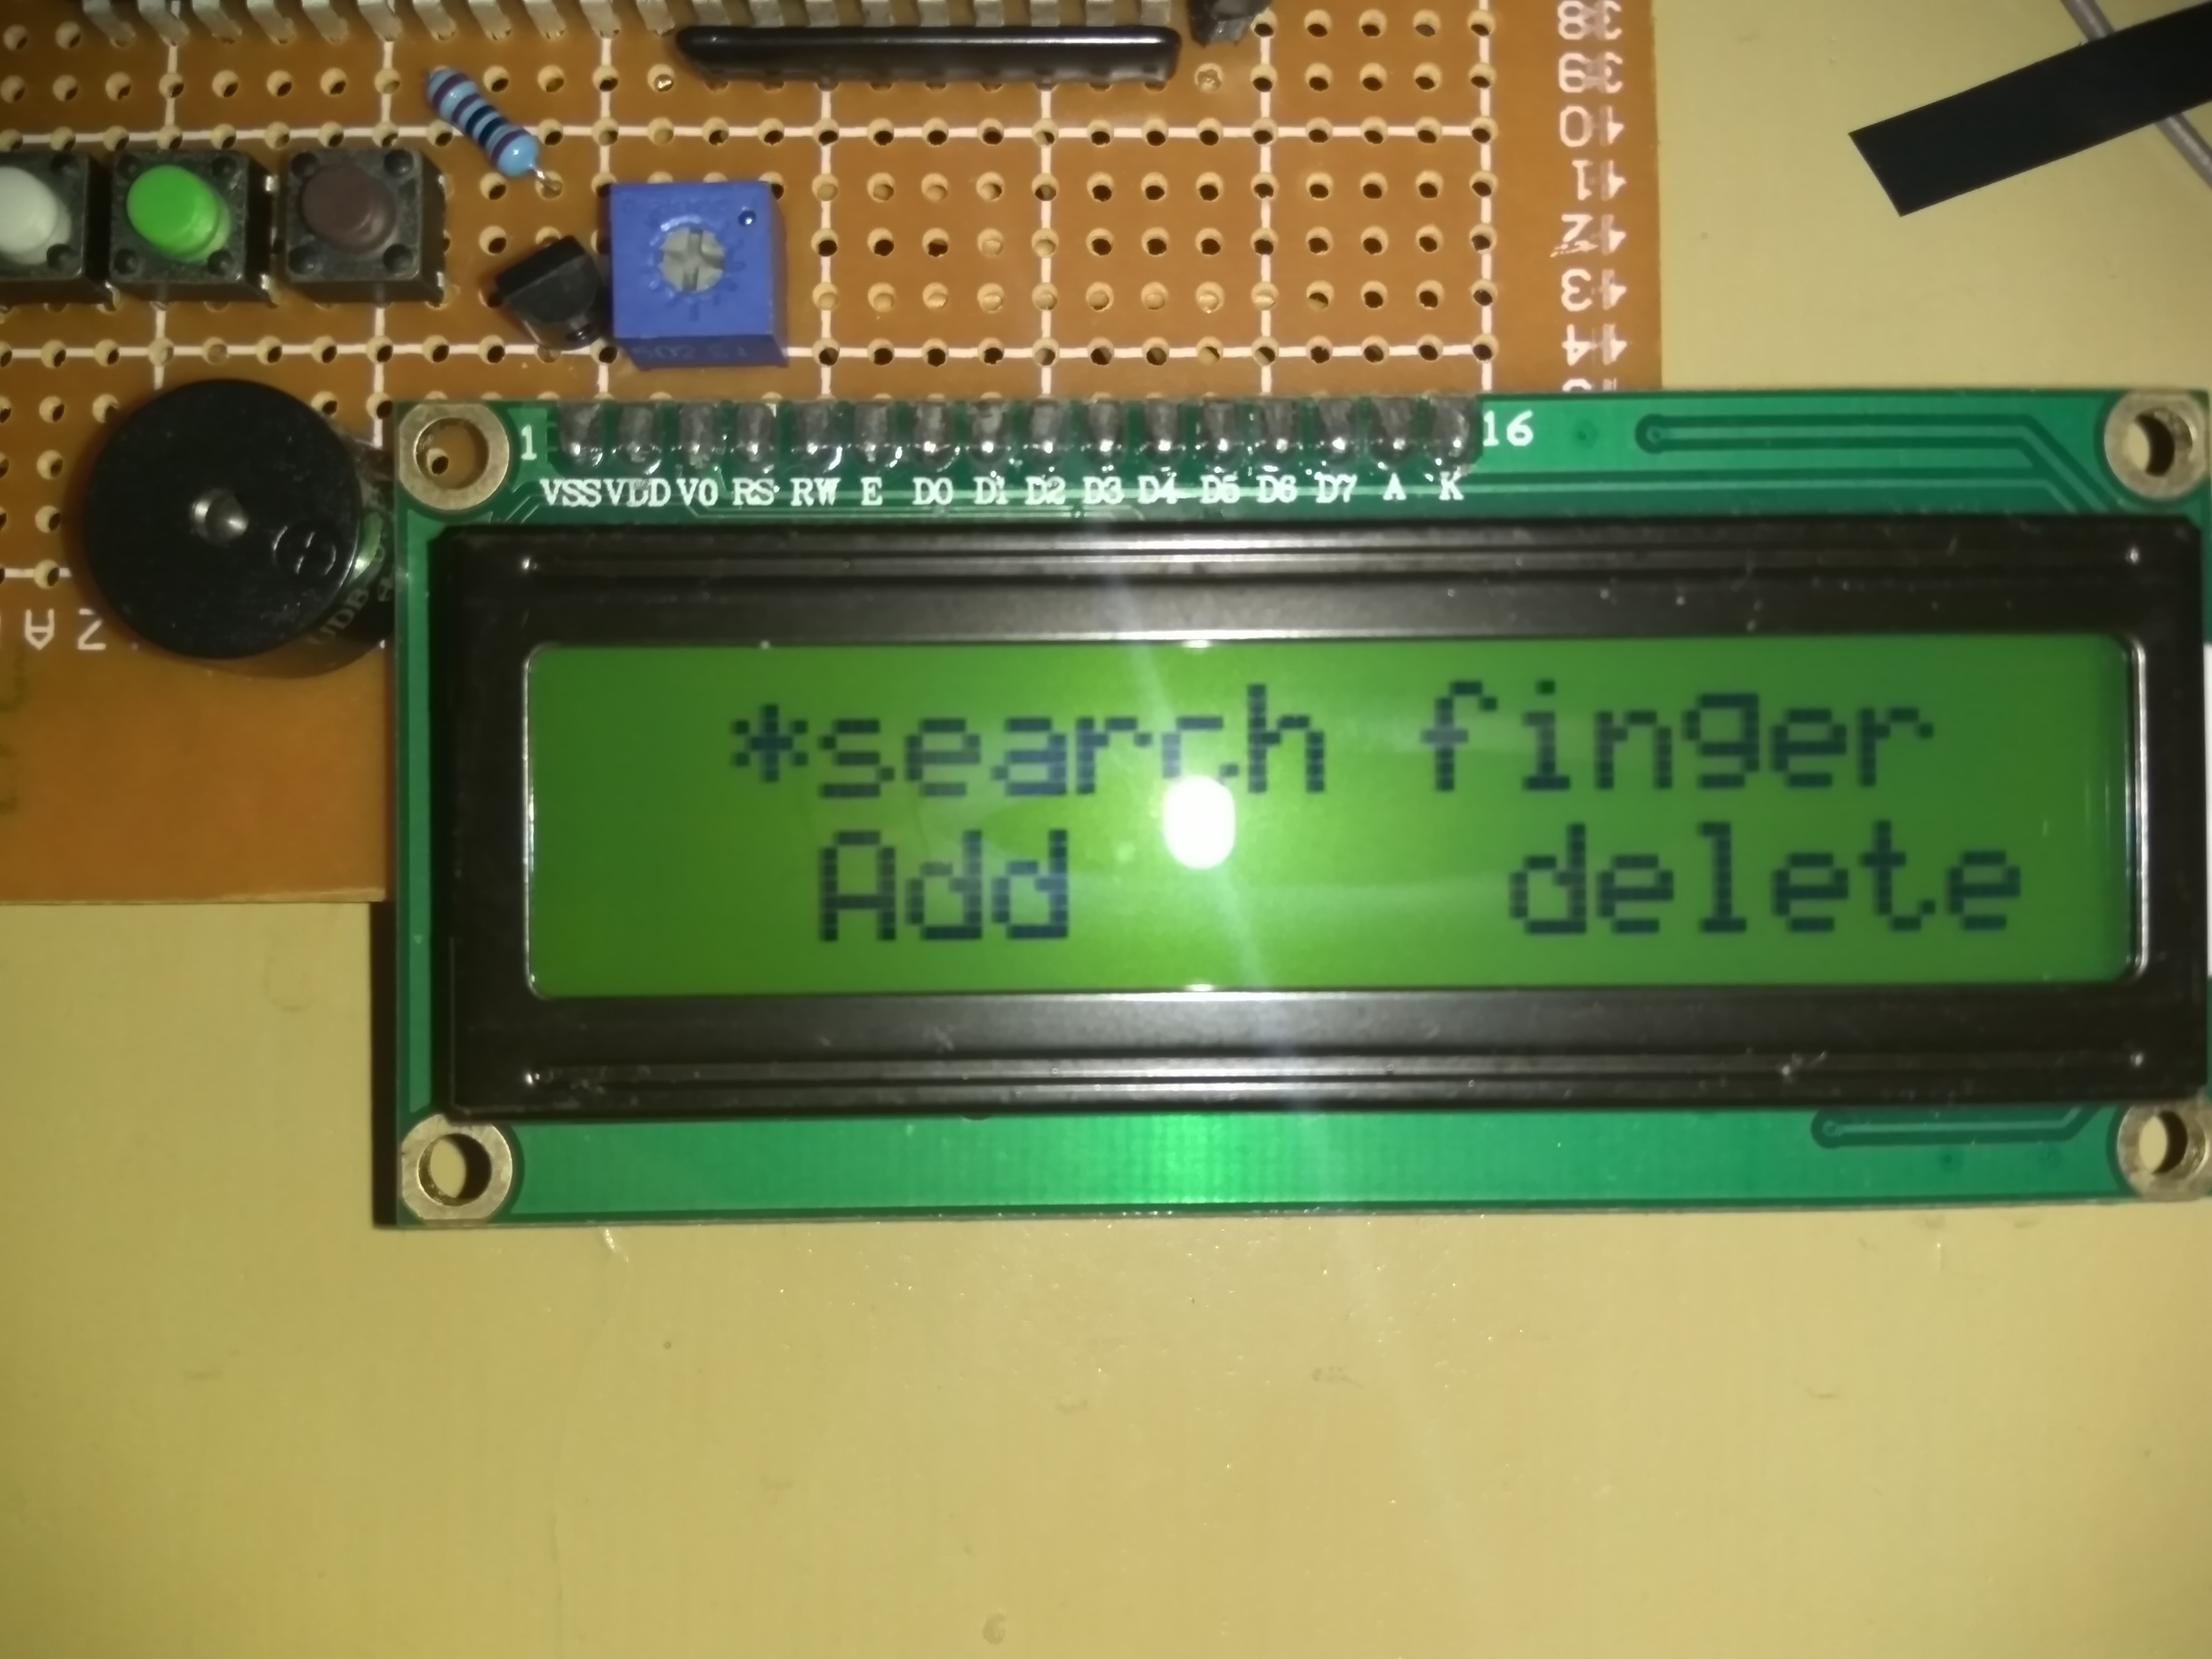 38
39
40
41
42
43
44
1 16
VSS VDD V0 RS RW E D0 D1 D2 D3 D4 D5 D6 D7 A K
*search finger
Add delete